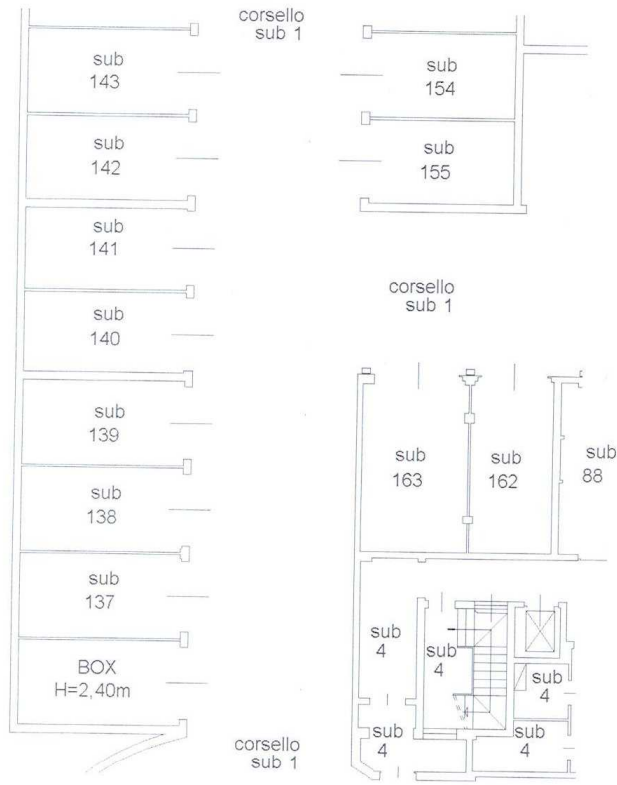 corsello
sub 1
sub
143
sub
154
sub
142
sub
155
sub
141
corsello
sub 1
sub
140
sub
139
sub
163
sub
162
sub
88
sub
138
sub
137
BOX
H=2,40m
sub
4
sub
4
sub
4
sub
4
sub
4
corsello
sub 1